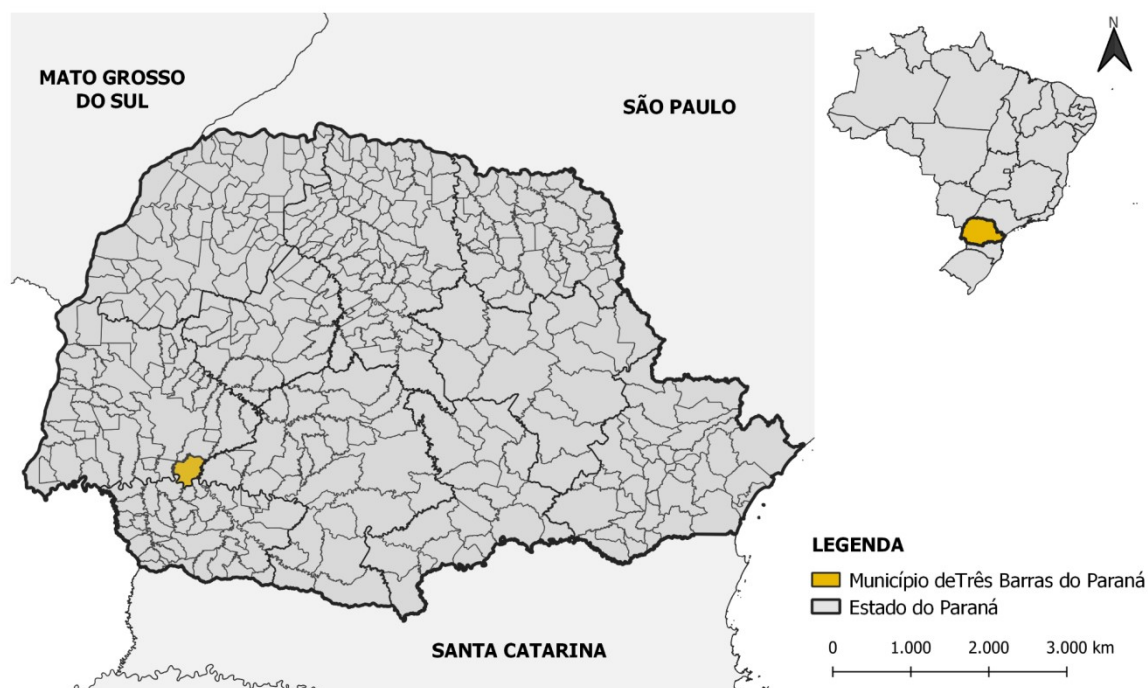 MATO GROSSO
DO SUL
SÃO PAULO
N
SANTA CATARINA
LEGENDA
Município deTrês Barras do Paraná
Estado do Paraná
0 1.000 2.000 3.000 km